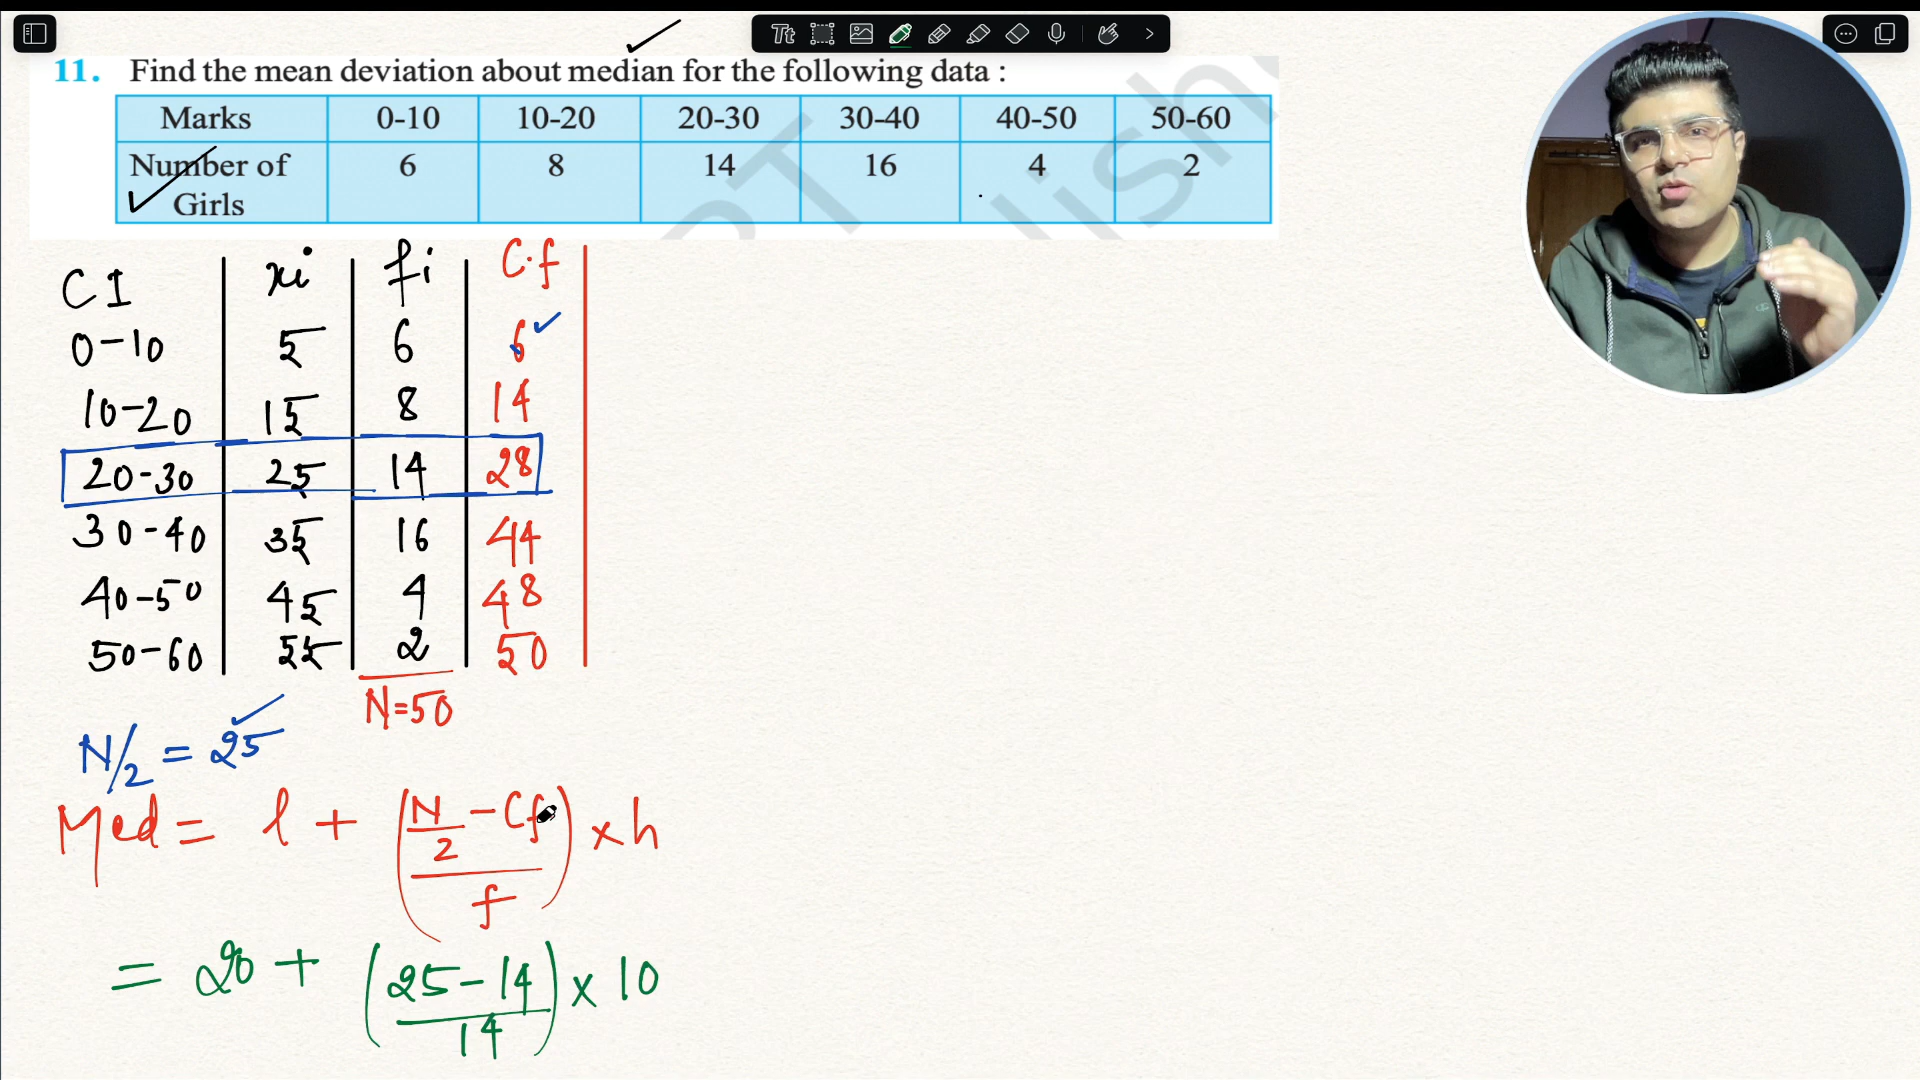 Tt
11. Find the mean deviation about median for the following data :
Marks 0-10 10-20 20-30 30-40 40-50 50-60
Number of Girls 6 8 14 16 4 2
CI xi fi C.f
0-10 5 6 6
10-20 15 8 14
20-30 25 14 28
30-40 35 16 44
40-50 45 4 48
50-60 55 2 50
N=50
N/2 = 25
Med = l + (N/2 - Cf / f) × h
= 20 + (25-14 / 14) × 10